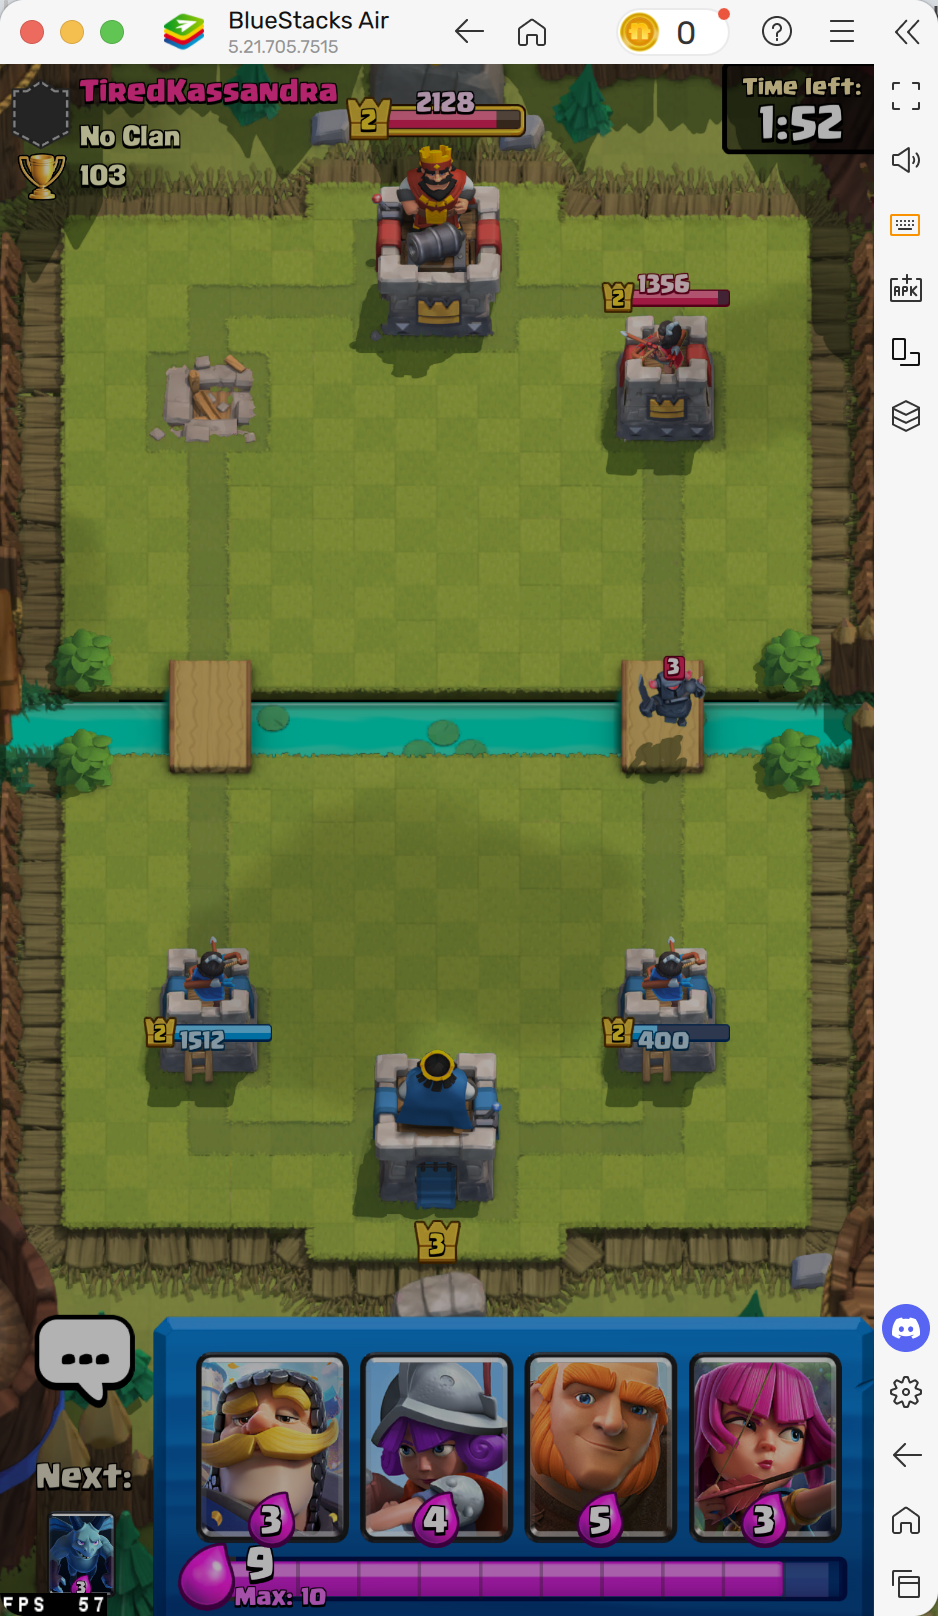 BlueStacks Air
5.21.705.7515
0
TiredKassandra
No Clan
103
2
2128
Time left:
1:52
2
1356
APK
3
2
1512
2
400
3
...
Next:
3
3
4
5
3
9
Max: 10
FPS 57